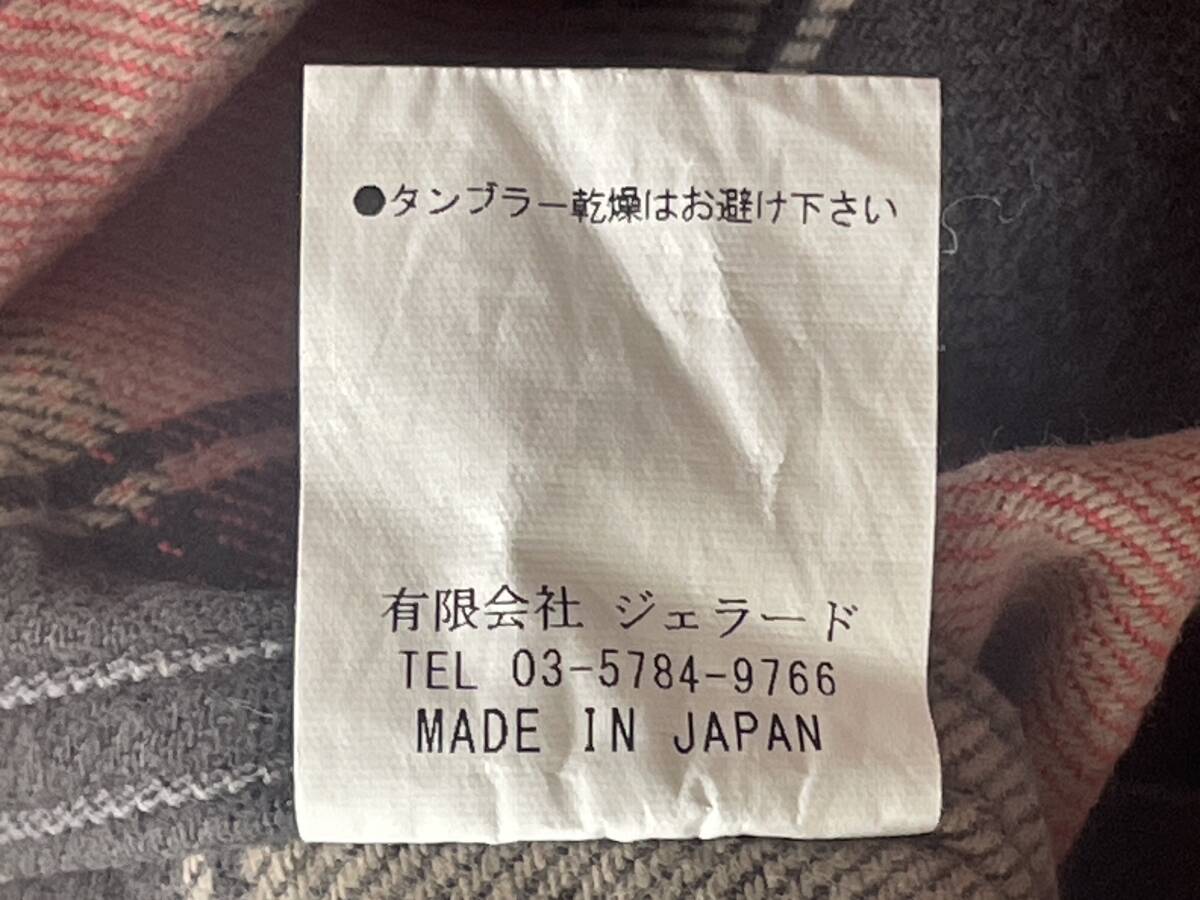 ●タンブラー乾燥はお避け下さい
有限会社 ジェラード
TEL 03-5784-9766
MADE IN JAPAN